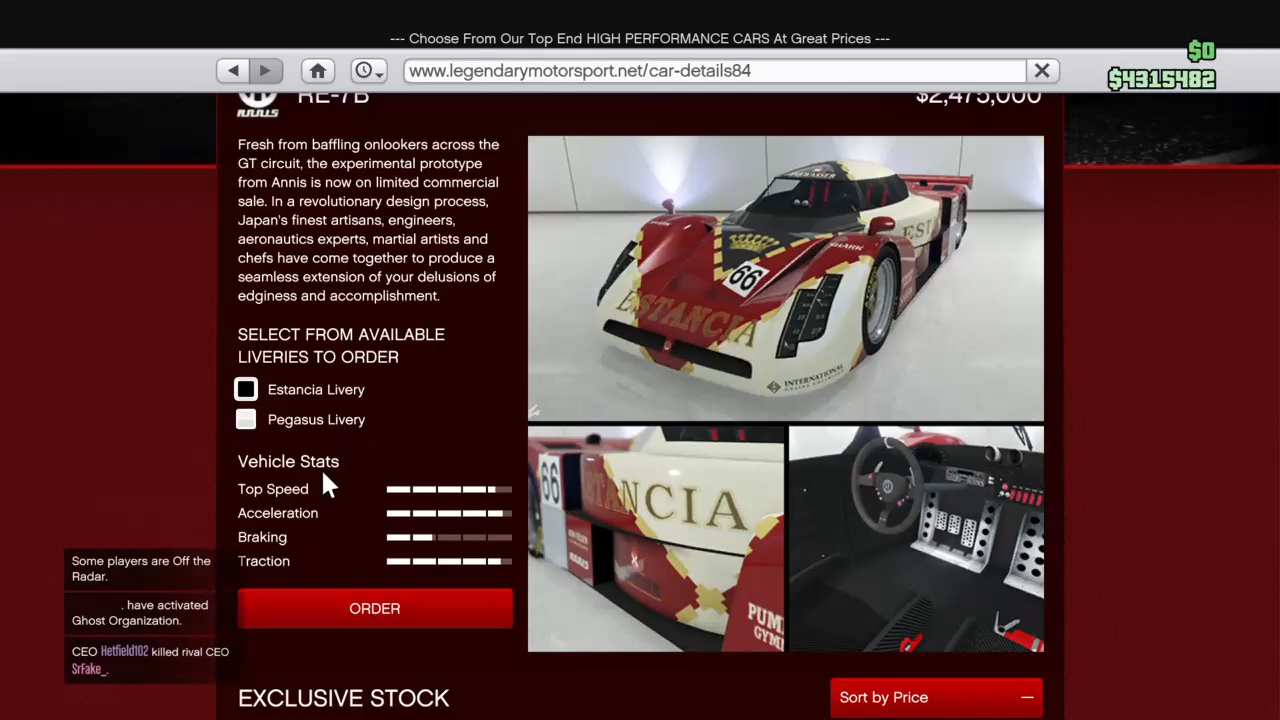 --- Choose From Our Top End HIGH PERFORMANCE CARS At Great Prices ---
$0
www.legendarymotorsport.net/car-details84
$4315482
ANNIS
RE-7B
$2,475,000
Fresh from baffling onlookers across the
GT circuit, the experimental prototype
from Annis is now on limited commercial
sale. In a revolutionary design process,
Japan's finest artisans, engineers,
aeronautics experts, martial artists and
chefs have come together to produce a
seamless extension of your delusions of
edginess and accomplishment.
SELECT FROM AVAILABLE
LIVERIES TO ORDER
Estancia Livery
Pegasus Livery
Vehicle Stats
Top Speed
Acceleration
Braking
Traction
ORDER
SHARK
EST
66
ESTANCIA
INTERNATIONAL
66
ESTANCIA
PUM
GYM
Some players are Off the
Radar.
. have activated
Ghost Organization.
CEO Hetfield102 killed rival CEO
SrFake_.
EXCLUSIVE STOCK
Sort by Price